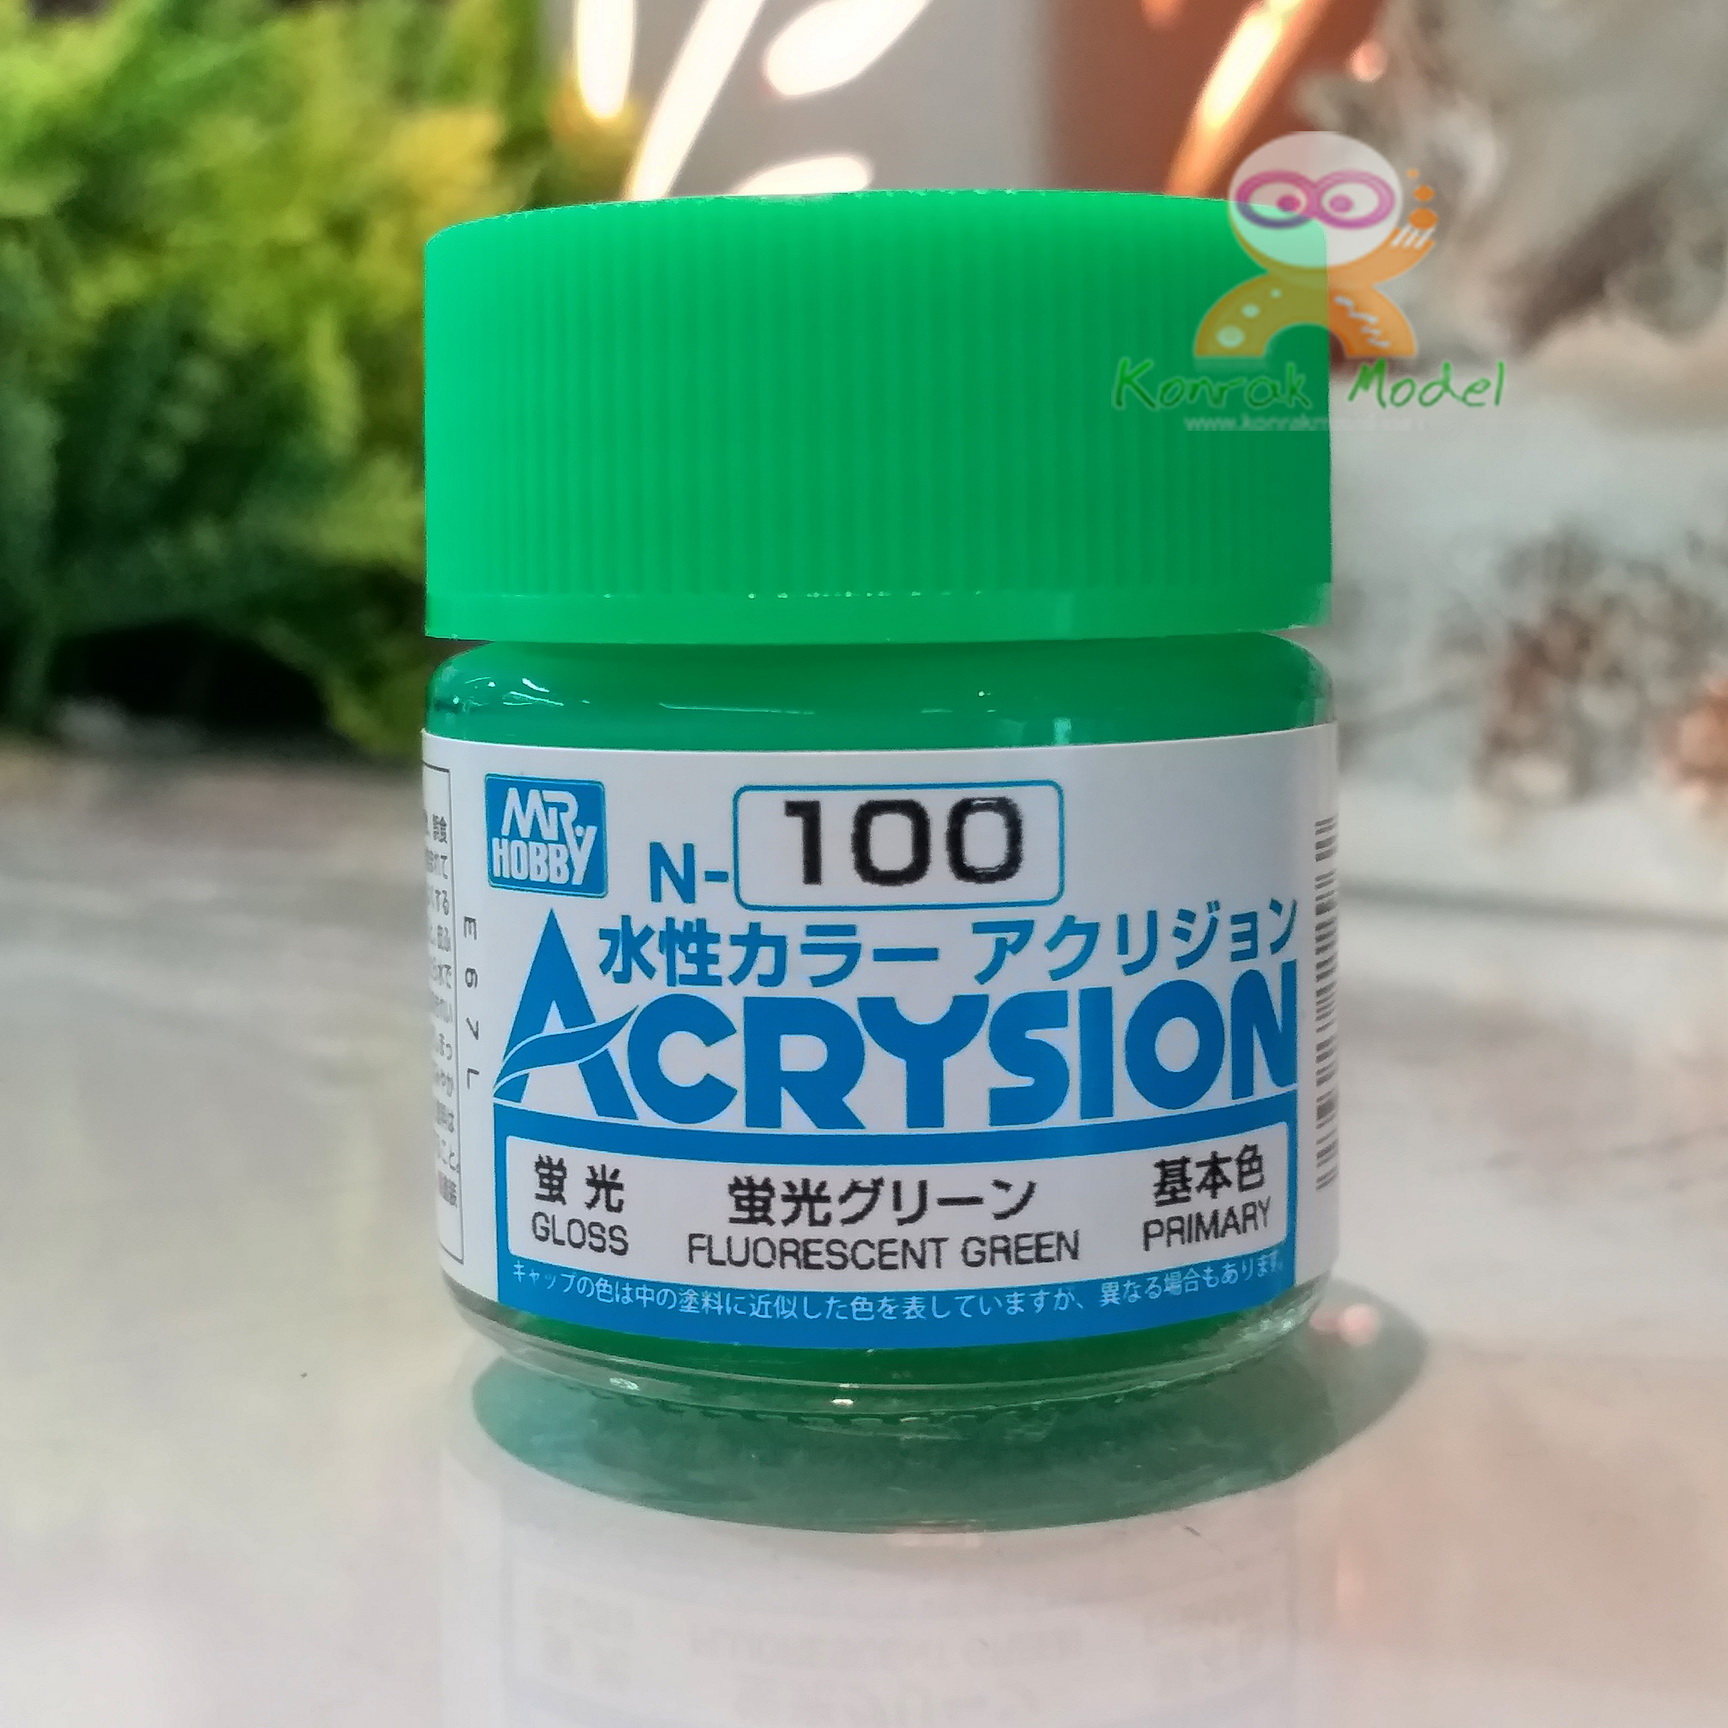 Konrak Model
MR.
HOBBY
N-100
水性カラー アクリジョン
ACRYSION
蛍光
GLOSS
蛍光グリーン
FLUORESCENT GREEN
基本色
PRIMARY
キャップの色は中の塗料に近似した色を表していますが、異なる場合もあります。
E67L